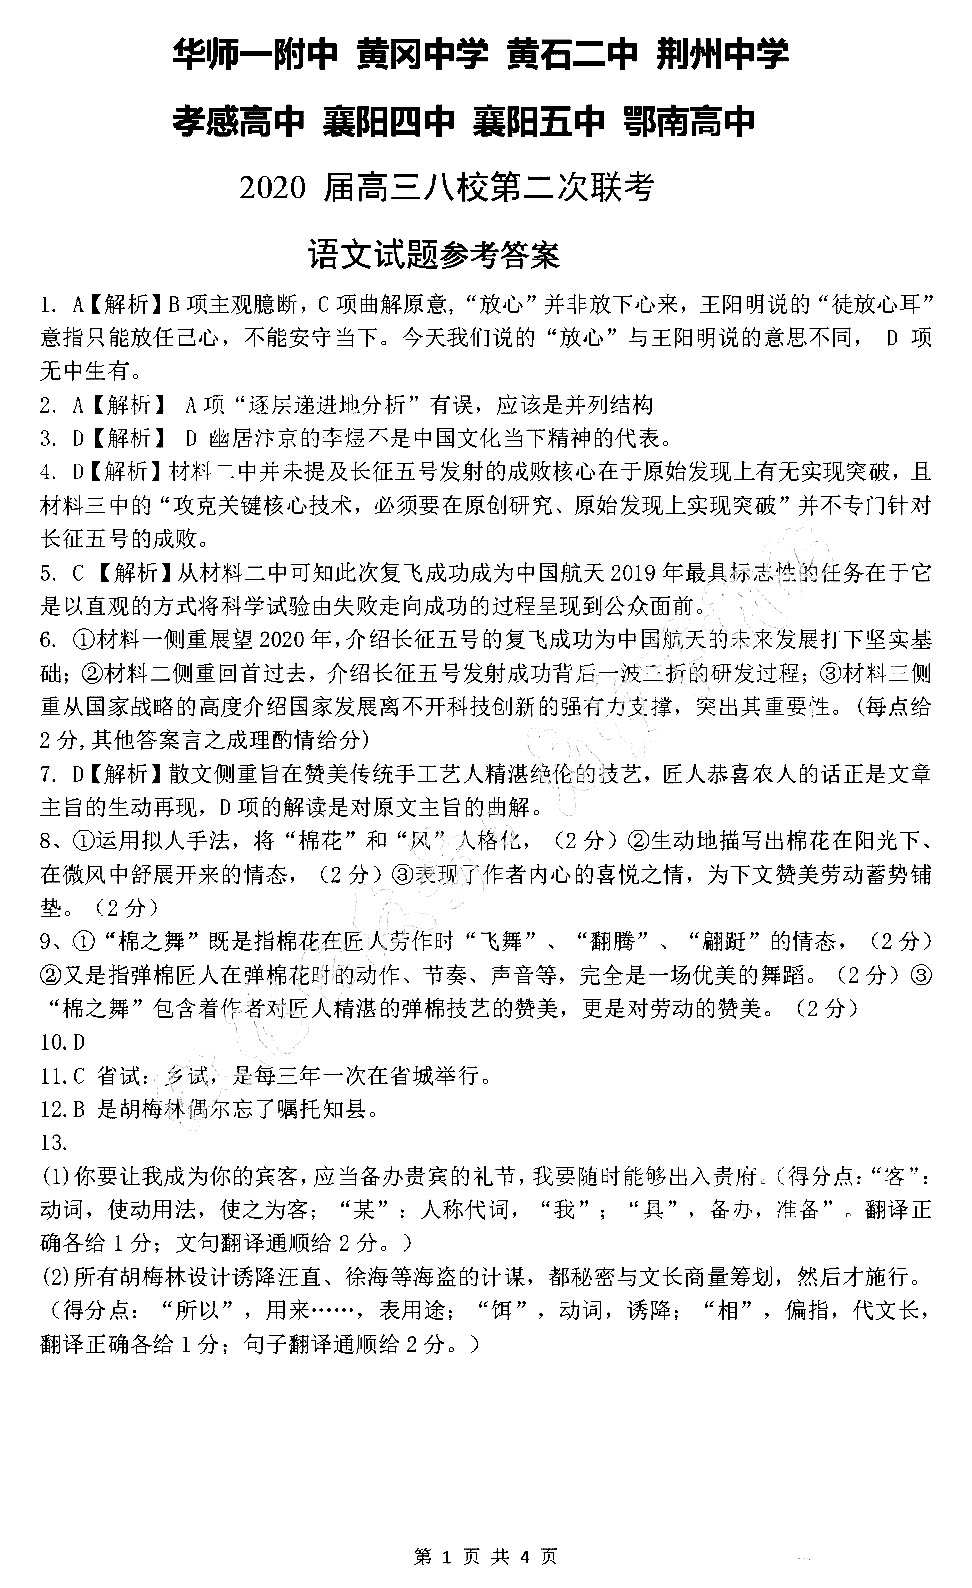 华师一附中 黄冈中学 黄石二中 荆州中学
孝感高中 襄阳四中 襄阳五中 鄂南高中
2020 届高三八校第二次联考
语文试题参考答案
1. A【解析】B 项主观臆断，C 项曲解原意，“放心”并非放下心来，王阳明说的“徒放心耳”
意指只能放任己心，不能安守当下。今天我们说的“放心”与王阳明说的意思不同， D 项
无中生有。
2. A【解析】 A 项“逐层递进地分析”有误，应该是并列结构
3. D【解析】 D 幽居汴京的李煜不是中国文化当下精神的代表。
4. D【解析】材料二中并未提及长征五号发射的成败核心在于原始发现上有无实现突破，且
材料三中的“攻克关键核心技术，必须要在原创研究、原始发现上实现突破”并不专门针对
长征五号的成败。
5. C 【解析】从材料二中可知此次复飞成功成为中国航天 2019 年最具标志性的任务在于它
是以直观的方式将科学试验由失败走向成功的过程呈现到公众面前。
6. ①材料一侧重展望 2020 年，介绍长征五号的复飞成功为中国航天的未来发展打下坚实基
础；②材料二侧重回首过去，介绍长征五号发射成功背后一波三折的研发过程；③材料三侧
重从国家战略的高度介绍国家发展离不开科技创新的强有力支撑，突出其重要性。(每点给
2 分,其他答案言之成理酌情给分)
7. D【解析】散文侧重旨在赞美传统手工艺人精湛绝伦的技艺，匠人恭喜农人的话正是文章
主旨的生动再现，D 项的解读是对原文主旨的曲解。
8、①运用拟人手法，将“棉花”和“风”人格化，（2 分）②生动地描写出棉花在阳光下、
在微风中舒展开来的情态，（2 分）③表现了作者内心的喜悦之情，为下文赞美劳动蓄势铺
垫。（2 分）
9、①“棉之舞”既是指棉花在匠人劳作时“飞舞”、“翻腾”、“翩跹”的情态，（2 分）
②又是指弹棉匠人在弹棉花时的动作、节奏、声音等，完全是一场优美的舞蹈。（2 分）③
“棉之舞”包含着作者对匠人精湛的弹棉技艺的赞美，更是对劳动的赞美。（2 分）
10.D
11.C 省试：乡试，是每三年一次在省城举行。
12.B 是胡梅林偶尔忘了嘱托知县。
13.
(1)你要让我成为你的宾客，应当备办贵宾的礼节，我要随时能够出入贵府。（得分点：“客”：
动词，使动用法，使之为客；“某”：人称代词，“我”；“具”，备办，准备”。翻译正
确各给 1 分；文句翻译通顺给 2 分。）
(2)所有胡梅林设计诱降汪直、徐海等海盗的计谋，都秘密与文长商量筹划，然后才施行。
（得分点：“所以”，用来……，表用途；“饵”，动词，诱降；“相”，偏指，代文长，
翻译正确各给 1 分；句子翻译通顺给 2 分。）
第 1 页 共 4 页